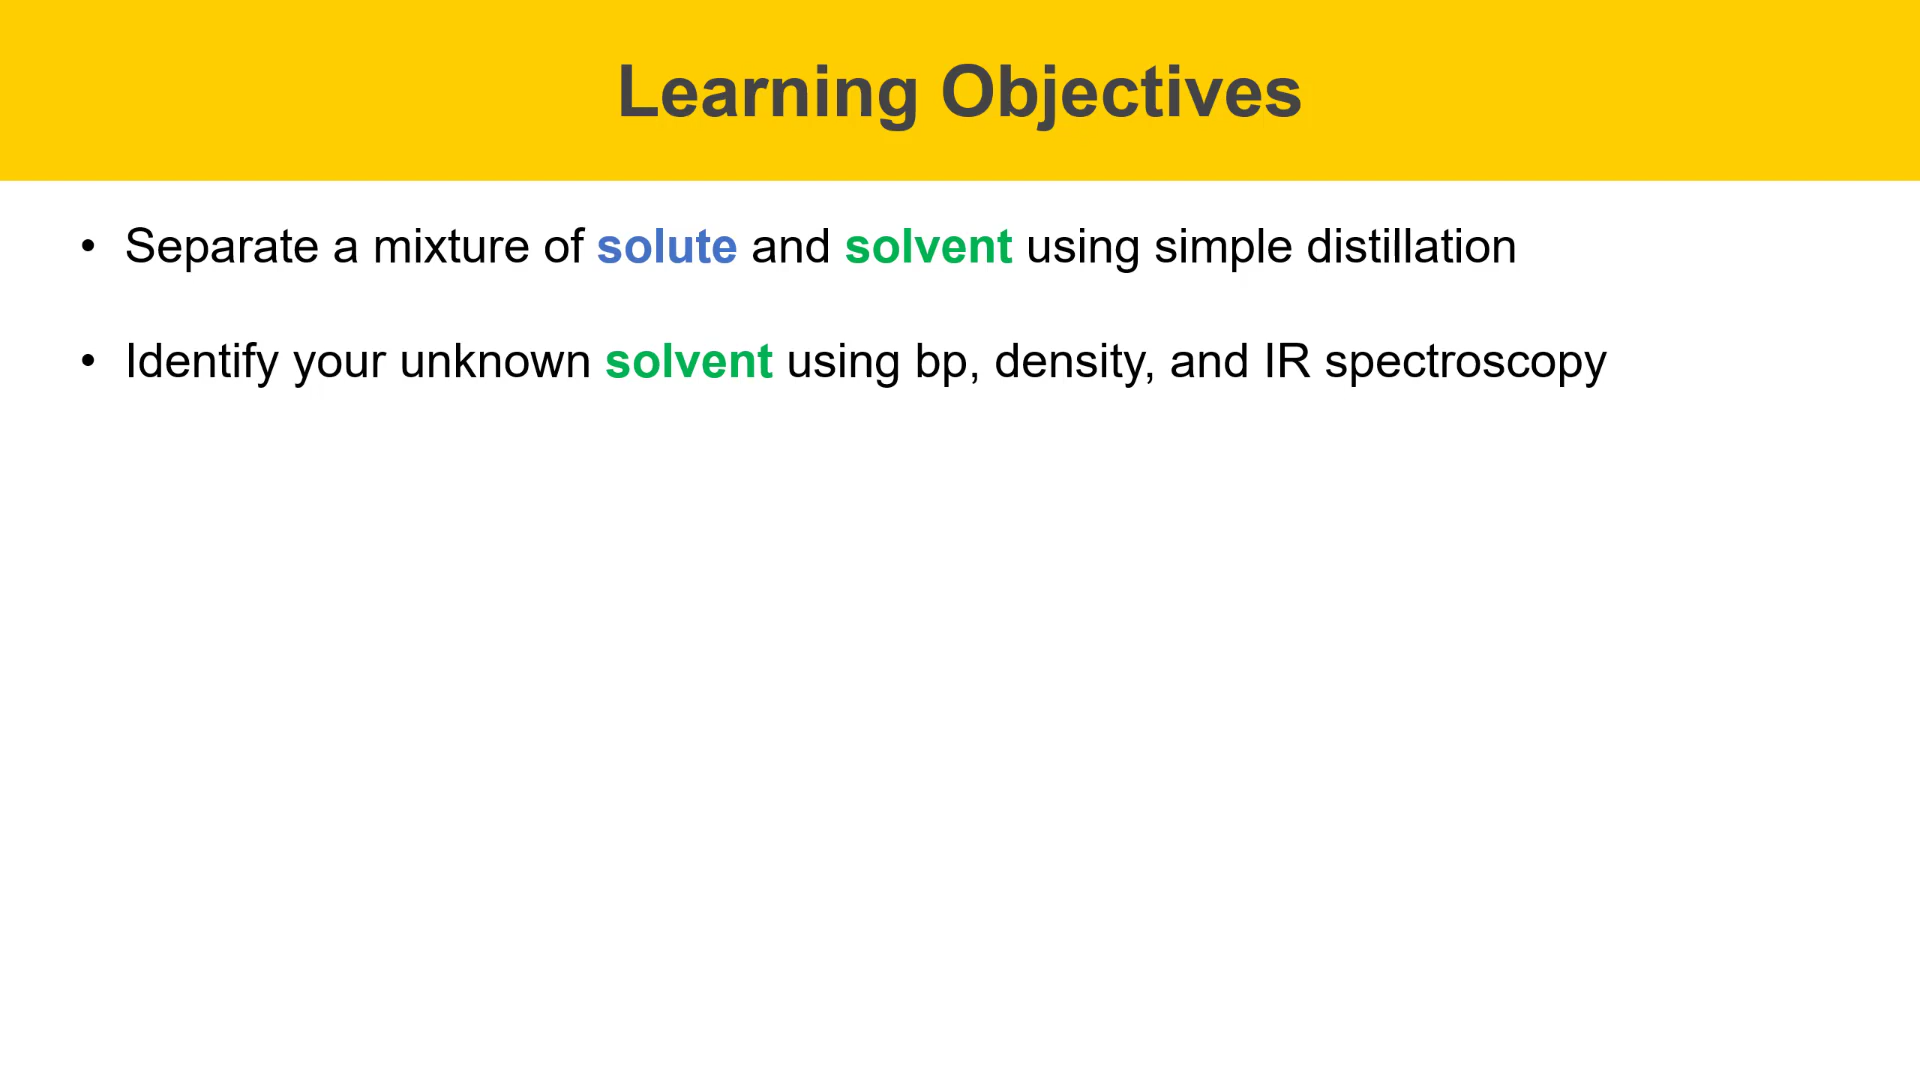 Learning Objectives
• Separate a mixture of solute and solvent using simple distillation
• Identify your unknown solvent using bp, density, and IR spectroscopy